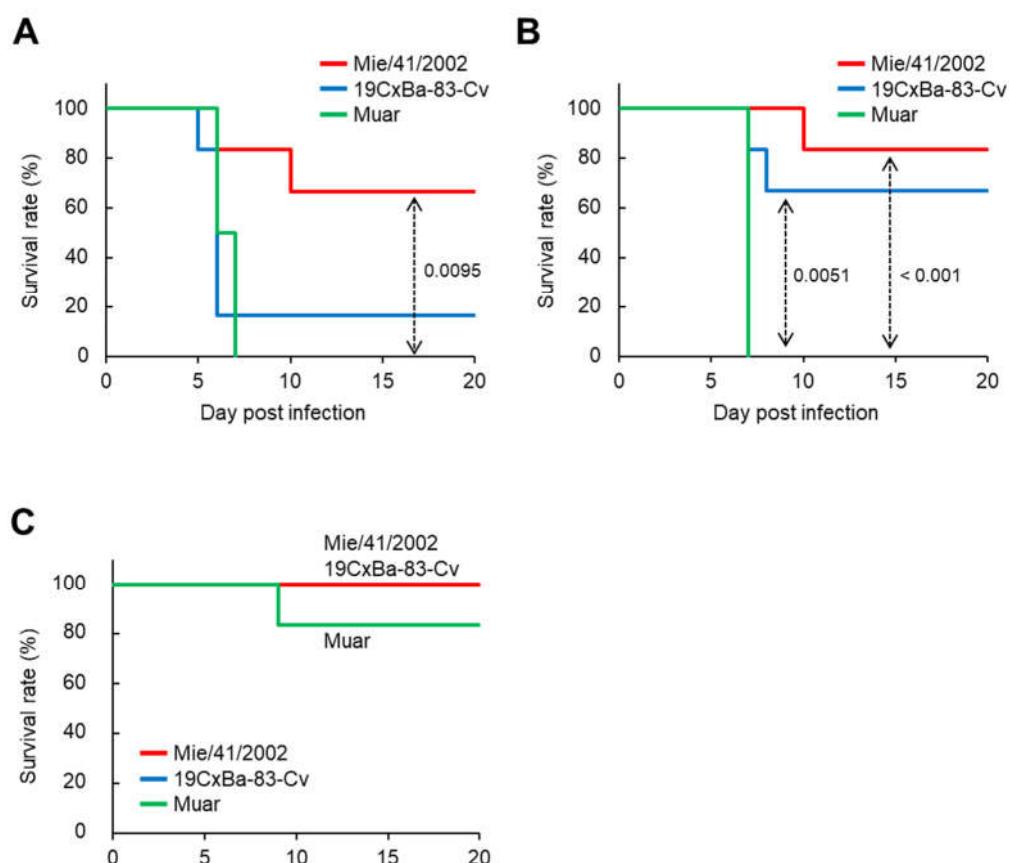 A
Mie/41/2002
19CxBa-83-Cv
Muar
Survival rate (%)
100
80
60
40
20
0
0.0095
0 5 10 15 20
Day post infection
B
Mie/41/2002
19CxBa-83-Cv
Muar
Survival rate (%)
100
80
60
40
20
0
0.0051
< 0.001
0 5 10 15 20
Day post infection
C
Mie/41/2002
19CxBa-83-Cv
Muar
Survival rate (%)
100
80
60
40
20
0
Mie/41/2002
19CxBa-83-Cv
Muar
0 5 10 15 20